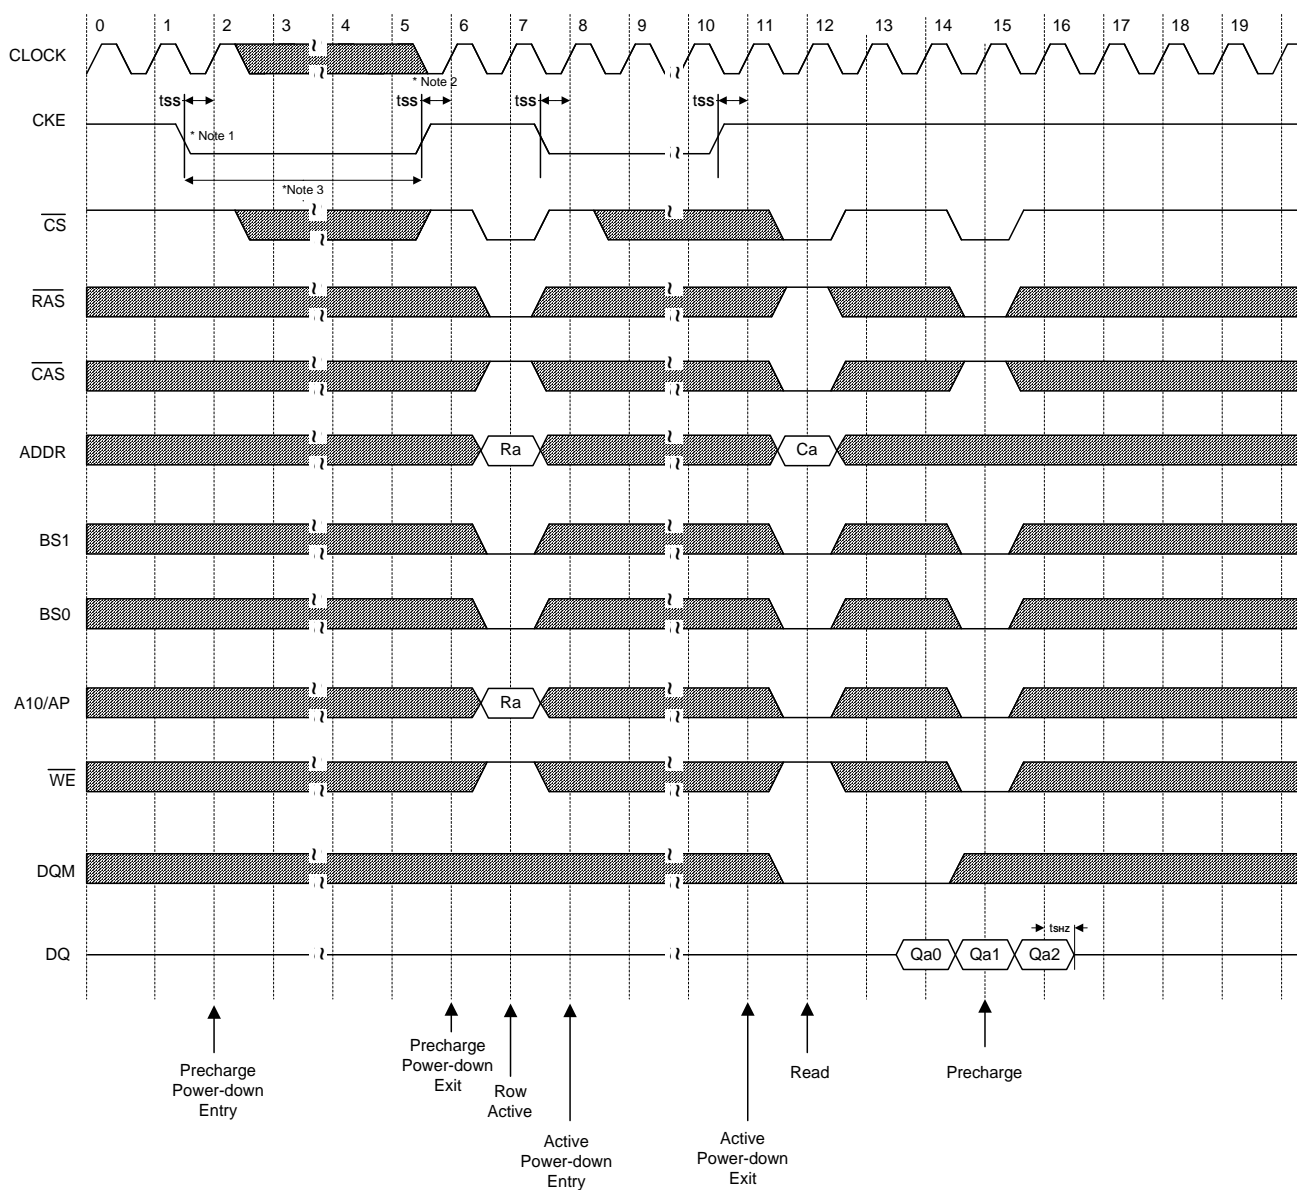 0 1 2 3 4 5 6 7 8 9 10 11 12 13 14 15 16 17 18 19
CLOCK
* Note 2
tss tss tss tss
CKE
* Note 1
*Note 3
CS
RAS
CAS
ADDR Ra Ca
BS1
BS0
A10/AP Ra
WE
DQM
tSHZ
DQ Qa0 Qa1 Qa2
Precharge
Power-down
Entry
Precharge
Power-down
Exit
Row
Active
Active
Power-down
Entry
Active
Power-down
Exit
Read
Precharge